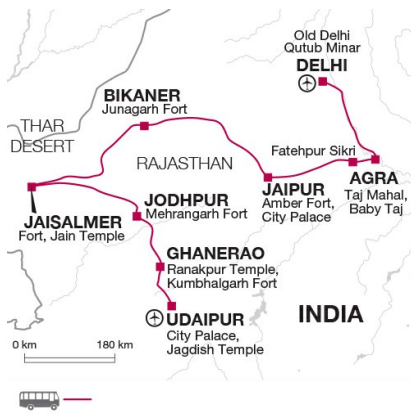 Old Delhi
Qutub Minar
DELHI
BIKANER
Junagarh Fort
THAR
DESERT
RAJASTHAN
Fatehpur Sikri
AGRA
Taj Mahal,
Baby Taj
JAIPUR
Amber Fort,
City Palace
JODHPUR
Mehrangarh Fort
JAISALMER
Fort, Jain Temple
GHANERAO
Ranakpur Temple,
Kumbhalgarh Fort
INDIA
UDAIPUR
City Palace,
Jagdish Temple
0 km 180 km